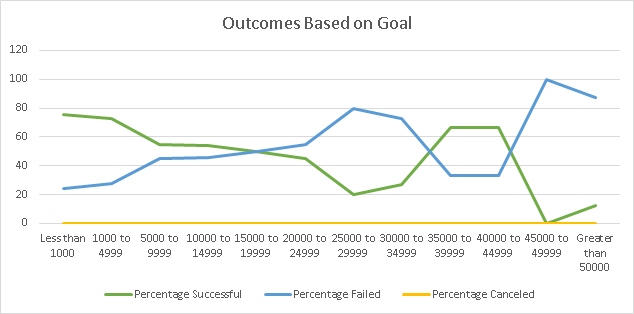 Outcomes Based on Goal
120
100
80
60
40
20
0
Less than 1000 to 5000 to 10000 to 15000 to 20000 to 25000 to 30000 to 35000 to 40000 to 45000 to Greater
1000 4999 9999 14999 19999 24999 29999 34999 39999 44999 49999 than
50000
Percentage Successful Percentage Failed Percentage Canceled